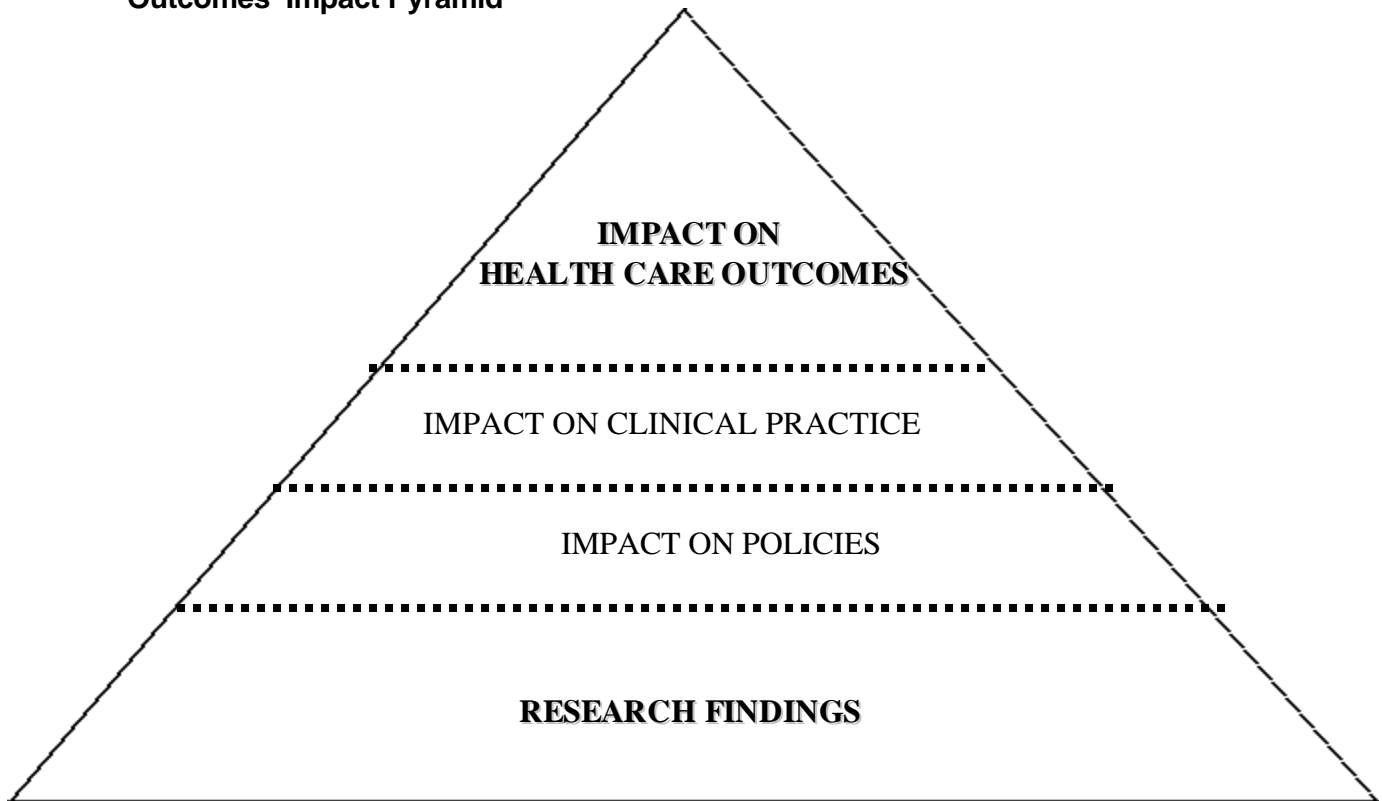 Outcomes Impact Pyramid
IMPACT ON
HEALTH CARE OUTCOMES
IMPACT ON CLINICAL PRACTICE
IMPACT ON POLICIES
RESEARCH FINDINGS